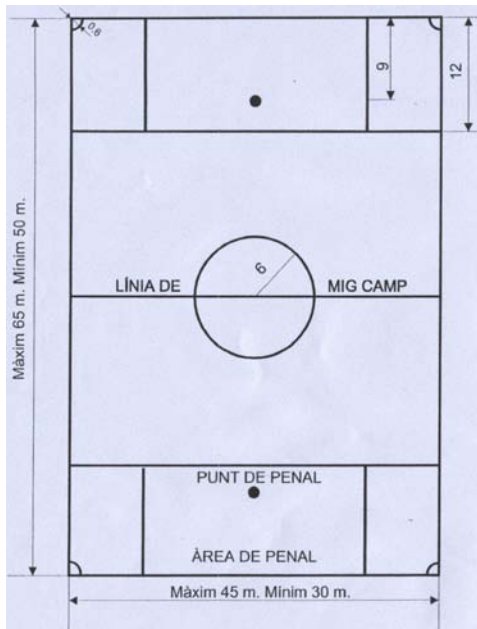 0.6
9
12
Màxim 65 m. Mínim 50 m.
6
LÍNIA DE MIG CAMP
PUNT DE PENAL
ÀREA DE PENAL
Màxim 45 m. Mínim 30 m.